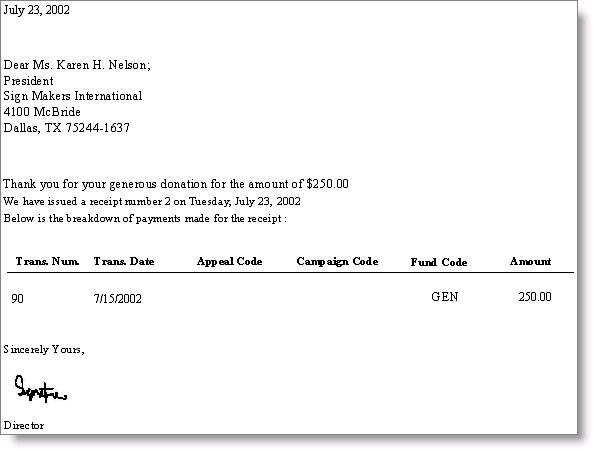 July 23, 2002
Dear Ms. Karen H. Nelson;
President
Sign Makers International
4100 McBride
Dallas, TX 75244-1637
Thank you for your generous donation for the amount of $250.00
We have issued a receipt number 2 on Tuesday, July 23, 2002
Below is the breakdown of payments made for the receipt :
Trans. Num. Trans. Date Appeal Code Campaign Code Fund Code Amount
90 7/15/2002 GEN 250.00
Sincerely Yours,
Signature
Director